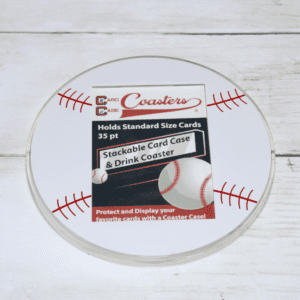 Coasters
Holds Standard Size Cards
35 pt
Stackable Card Case
& Drink Coaster
Protect and Display your
favorite cards with a Coaster Case!